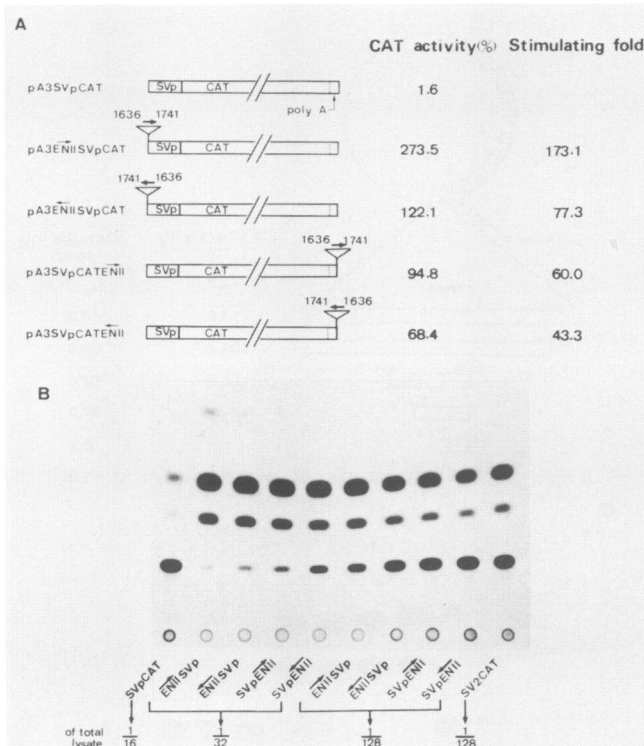 A
CAT activity(%) Stimulating fold
pA3SVpCAT SVp CAT 1.6
poly A
1636 1741
pA3ENIISVpCAT SVp CAT 273.5 173.1
1741 1636
pA3ENIISVpCAT SVp CAT 122.1 77.3
1636 1741
pA3SVpCATENII SVp CAT 94.8 60.0
1741 1636
pA3SVpCATENII SVp CAT 68.4 43.3
B
SVpCAT
ENIISVp
ENIISVp
SVpENII
SVpENII
ENIISVp
ENIISVp
SVpENII
SVpENII
SV2CAT
of total lysate 1/16 1/32 1/128 1/128